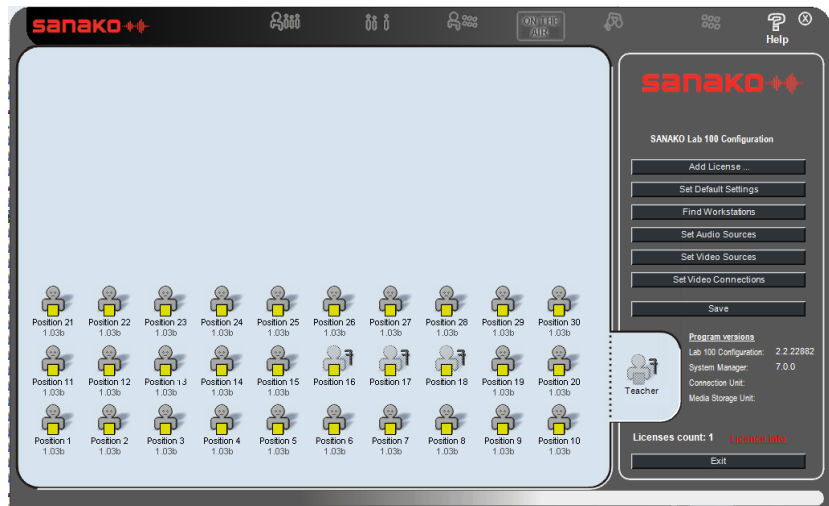 sanako
ON THE
AIR
Help
sanako
SANAKO Lab 100 Configuration
Add License ...
Set Default Settings
Find Workstations
Set Audio Sources
Set Video Sources
Set Video Connections
Save
Position 21 Position 22 Position 23 Position 24 Position 25 Position 26 Position 27 Position 28 Position 29 Position 30
1.03b 1.03b 1.03b 1.03b 1.03b 1.03b 1.03b 1.03b 1.03b 1.03b
Position 11 Position 12 Position 13 Position 14 Position 15 Position 16 Position 17 Position 18 Position 19 Position 20
1.03b 1.03b 1.03b 1.03b 1.03b 1.03b 1.03b
Position 1 Position 2 Position 3 Position 4 Position 5 Position 6 Position 7 Position 8 Position 9 Position 10
1.03b 1.03b 1.03b 1.03b 1.03b 1.03b 1.03b 1.03b 1.03b 1.03b
Teacher
Program versions
Lab 100 Configuration: 2.2.22882
System Manager: 7.0.0
Connection Unit:
Media Storage Unit:
Licenses count: 1 License Info
Exit